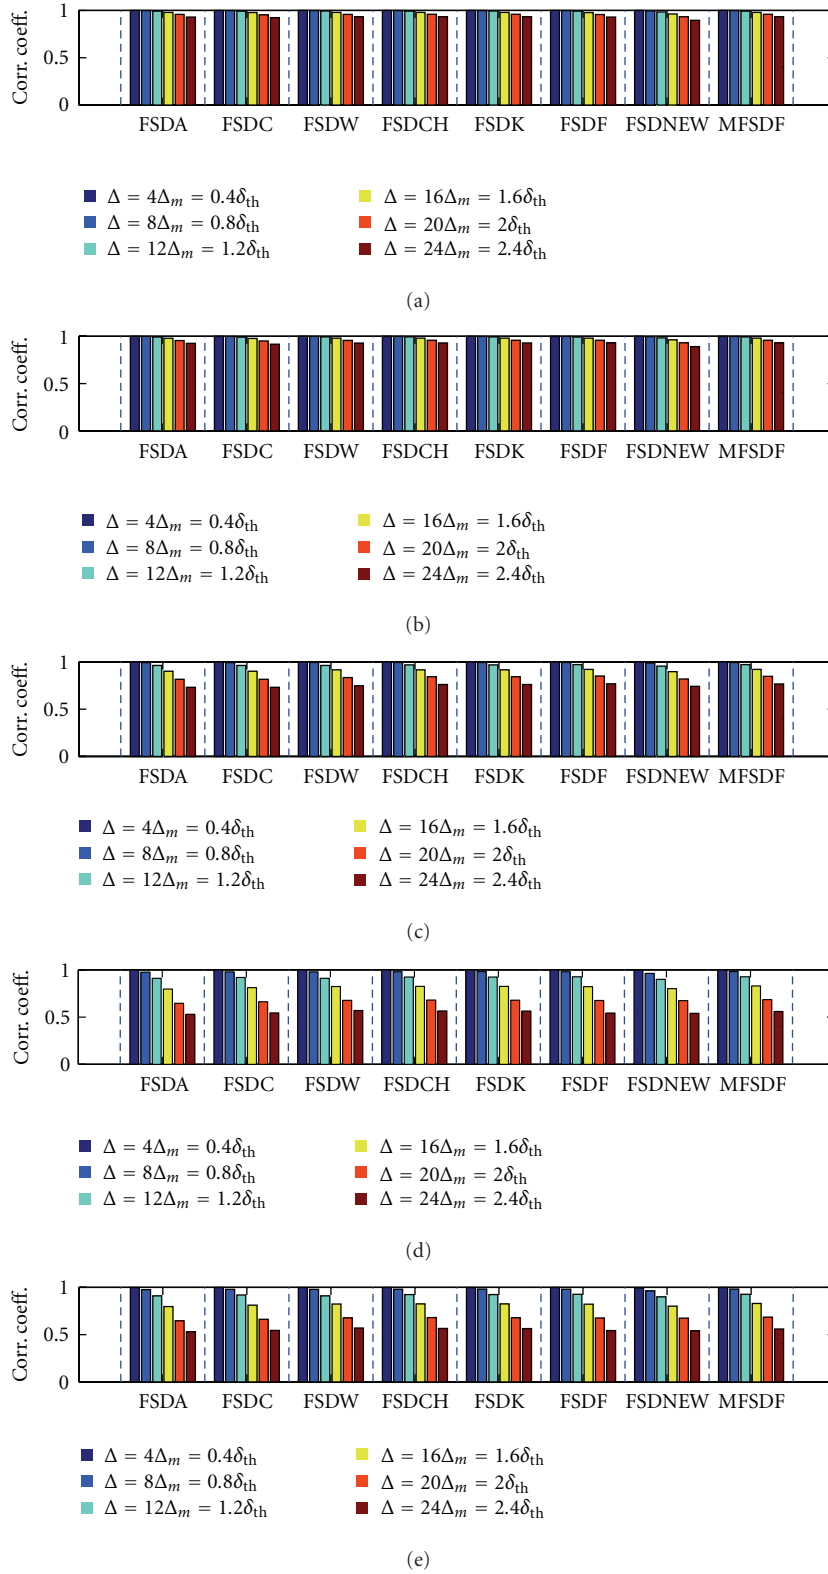 Corr. coeff.
1
0.5
0
FSDA FSDC FSDW FSDCH FSDK FSDF FSDNEW MFSDF
Δ = 4Δm = 0.4δth
Δ = 8Δm = 0.8δth
Δ = 12Δm = 1.2δth
Δ = 16Δm = 1.6δth
Δ = 20Δm = 2δth
Δ = 24Δm = 2.4δth
(a)
Corr. coeff.
1
0.5
0
FSDA FSDC FSDW FSDCH FSDK FSDF FSDNEW MFSDF
Δ = 4Δm = 0.4δth
Δ = 8Δm = 0.8δth
Δ = 12Δm = 1.2δth
Δ = 16Δm = 1.6δth
Δ = 20Δm = 2δth
Δ = 24Δm = 2.4δth
(b)
Corr. coeff.
1
0.5
0
FSDA FSDC FSDW FSDCH FSDK FSDF FSDNEW MFSDF
Δ = 4Δm = 0.4δth
Δ = 8Δm = 0.8δth
Δ = 12Δm = 1.2δth
Δ = 16Δm = 1.6δth
Δ = 20Δm = 2δth
Δ = 24Δm = 2.4δth
(c)
Corr. coeff.
1
0.5
0
FSDA FSDC FSDW FSDCH FSDK FSDF FSDNEW MFSDF
Δ = 4Δm = 0.4δth
Δ = 8Δm = 0.8δth
Δ = 12Δm = 1.2δth
Δ = 16Δm = 1.6δth
Δ = 20Δm = 2δth
Δ = 24Δm = 2.4δth
(d)
Corr. coeff.
1
0.5
0
FSDA FSDC FSDW FSDCH FSDK FSDF FSDNEW MFSDF
Δ = 4Δm = 0.4δth
Δ = 8Δm = 0.8δth
Δ = 12Δm = 1.2δth
Δ = 16Δm = 1.6δth
Δ = 20Δm = 2δth
Δ = 24Δm = 2.4δth
(e)